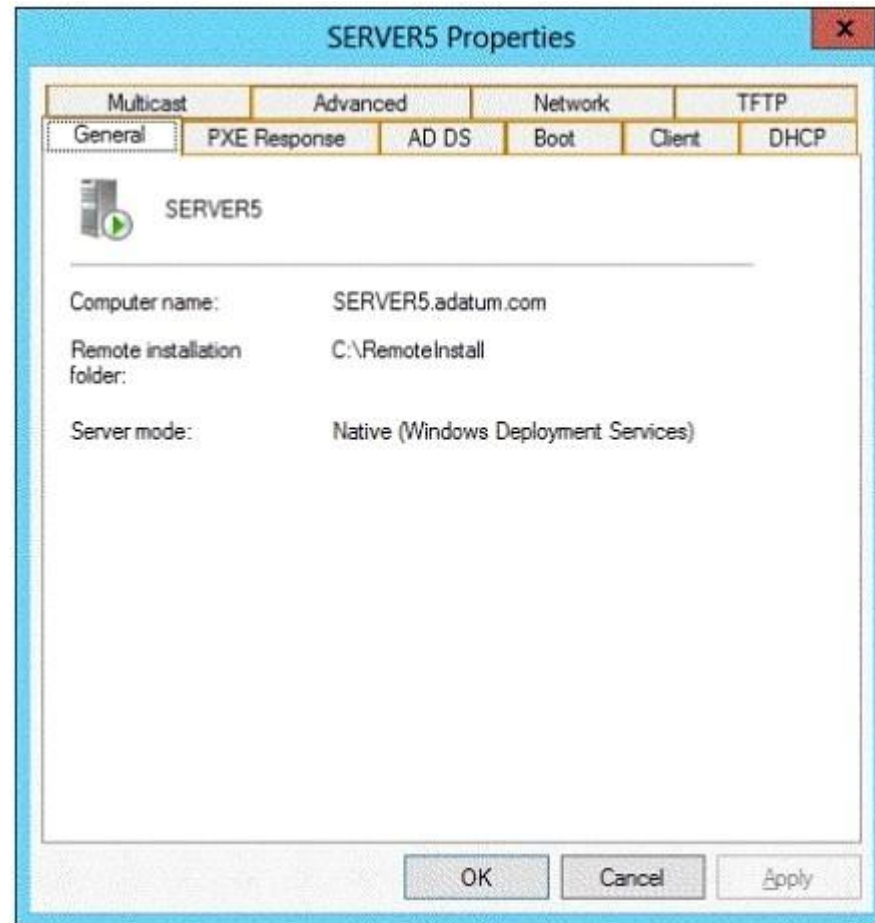 SERVER5 Properties
x
Multicast Advanced Network TFTP
General PXE Response AD DS Boot Client DHCP
SERVER5
Computer name: SERVER5.adatum.com
Remote installation C:\RemoteInstall
folder:
Server mode: Native (Windows Deployment Services)
OK Cancel Apply